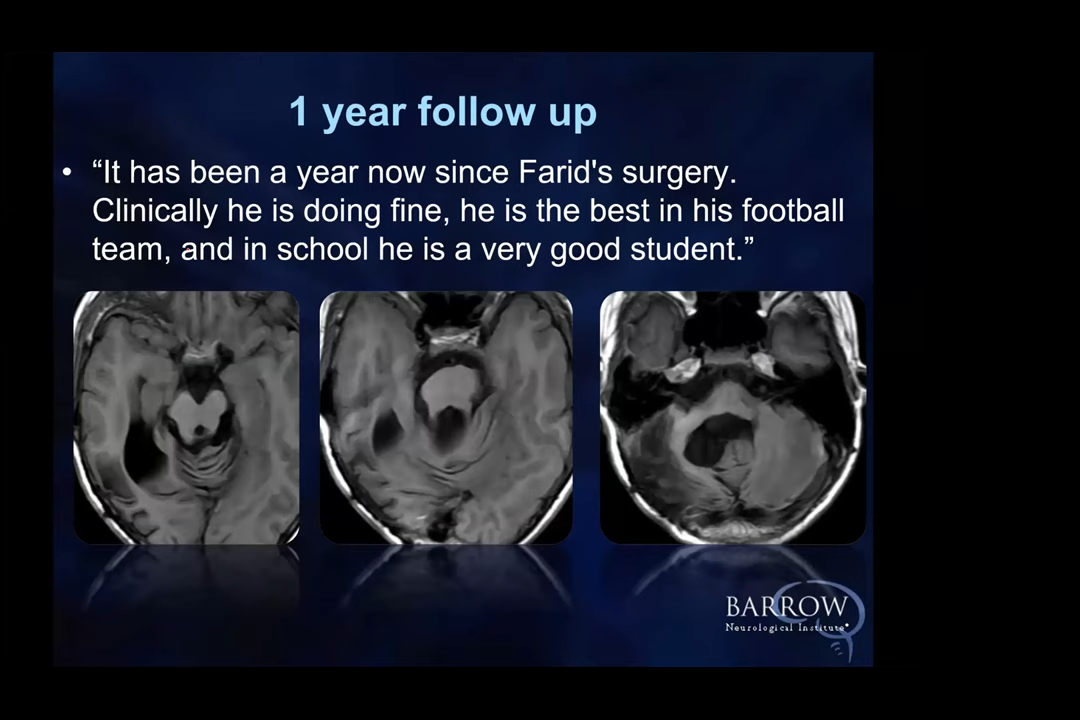 1 year follow up
• “It has been a year now since Farid's surgery.
Clinically he is doing fine, he is the best in his football
team, and in school he is a very good student.”
BARROW
Neurological Institute®